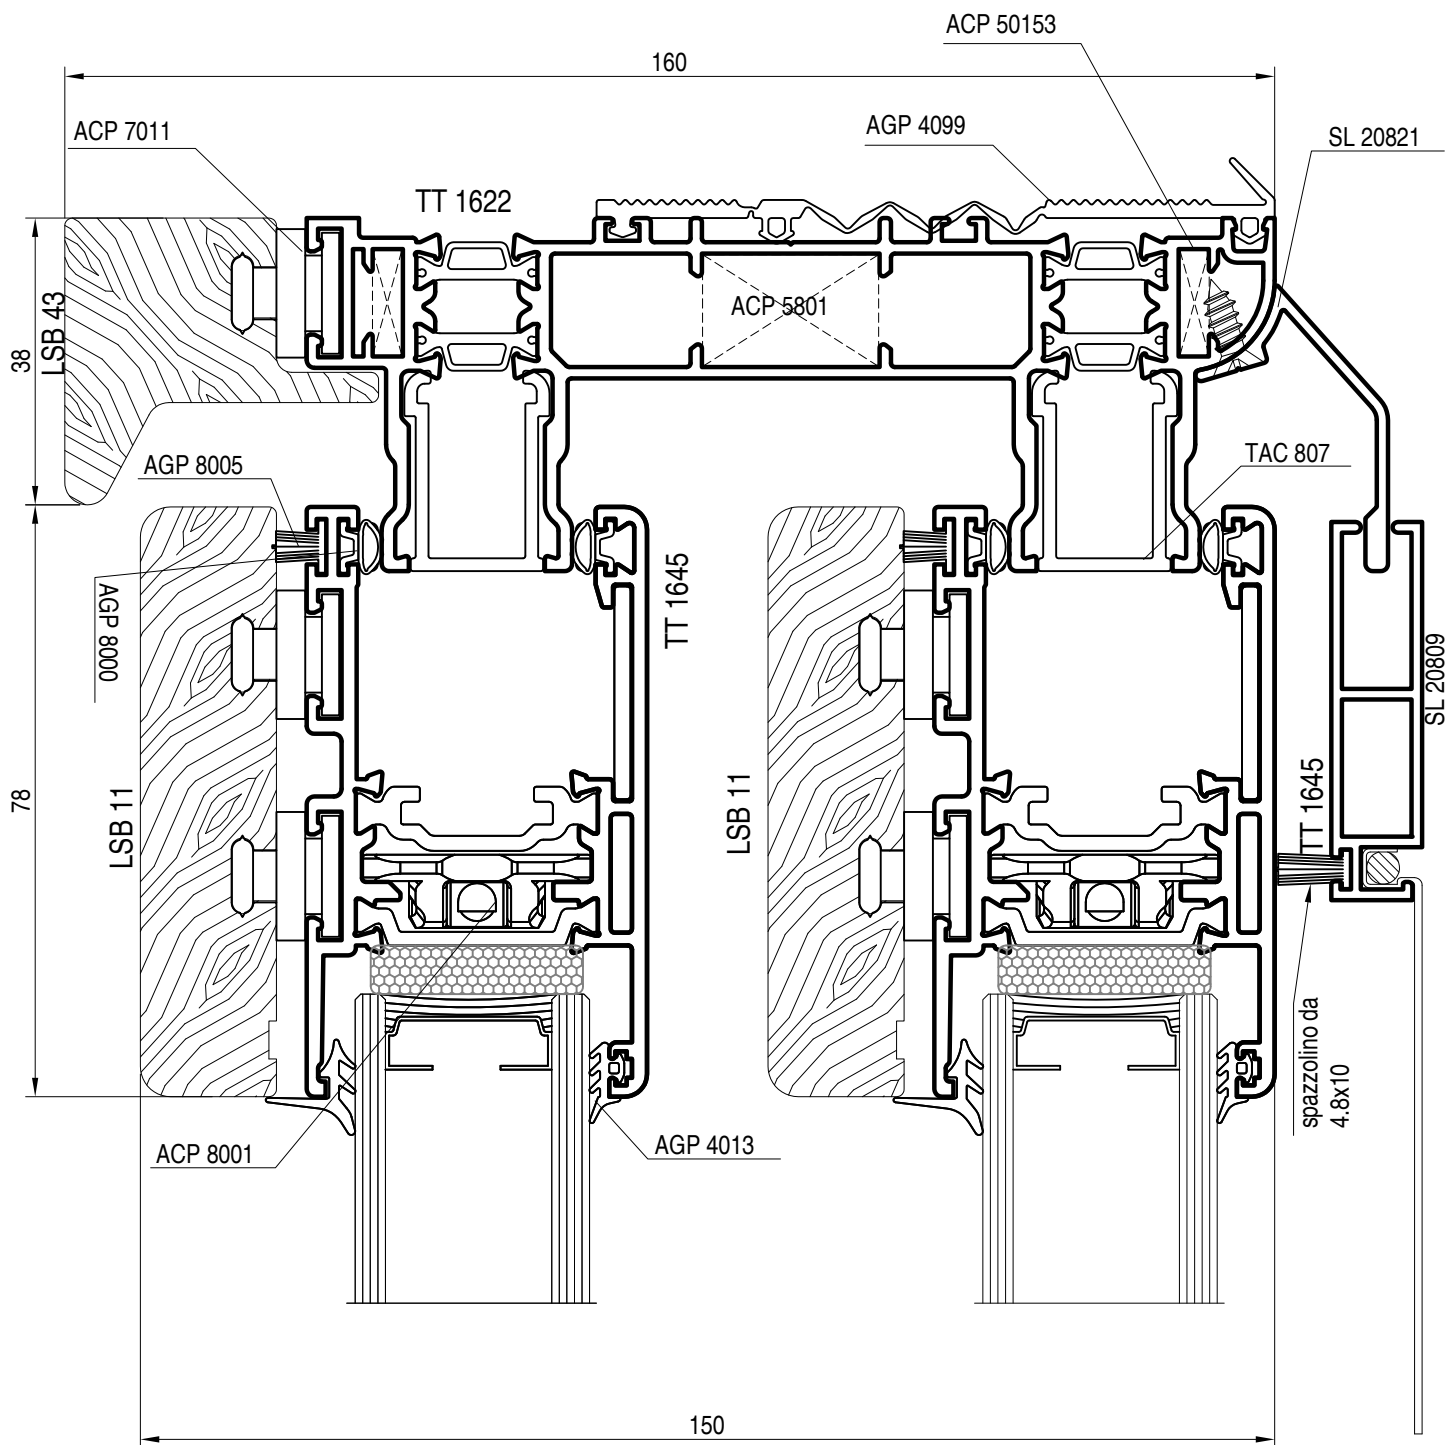 ACP 50153
160
ACP 7011
AGP 4099
SL 20821
TT 1622
ACP 5801
LSB 43
38
AGP 8005
TAC 807
AGP 8000
TT 1645
SL 20809
78
LSB 11
LSB 11
TT 1645
spazzolino da
4.8x10
ACP 8001
AGP 4013
150